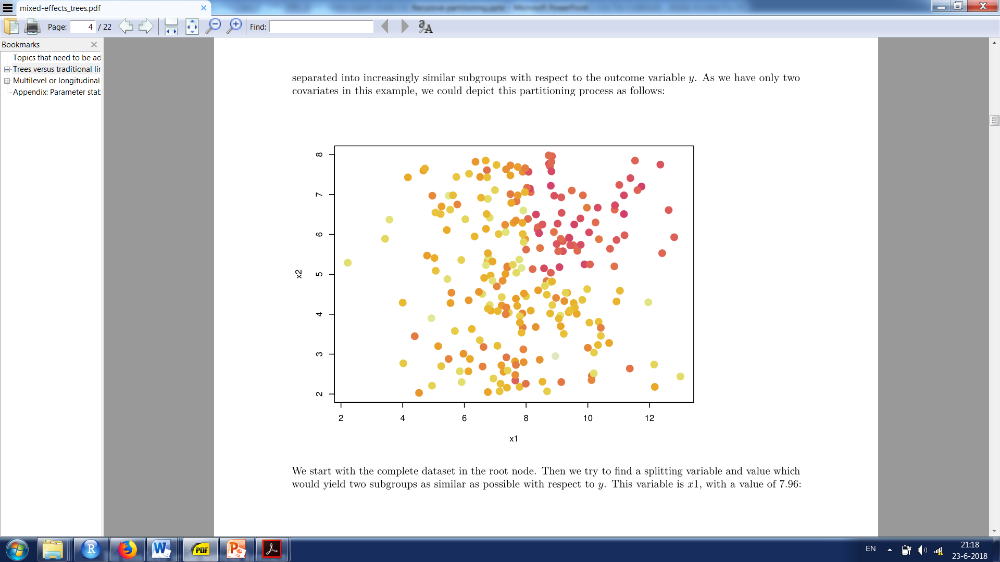 mixed-effects_trees.pdf
Recursive partitioning.pptx - Microsoft PowerPoint
Page: 4 / 22
Find:
Bookmarks
Topics that need to be ad
Trees versus traditional lir
Multilevel or longitudinal
Appendix: Parameter stab
separated into increasingly similar subgroups with respect to the outcome variable y. As we have only two
covariates in this example, we could depict this partitioning process as follows:
8
7
6
5
4
3
2
x2
2 4 6 8 10 12
x1
We start with the complete dataset in the root node. Then we try to find a splitting variable and value which
would yield two subgroups as similar as possible with respect to y. This variable is x1, with a value of 7.96:
EN
21:18
23-6-2018